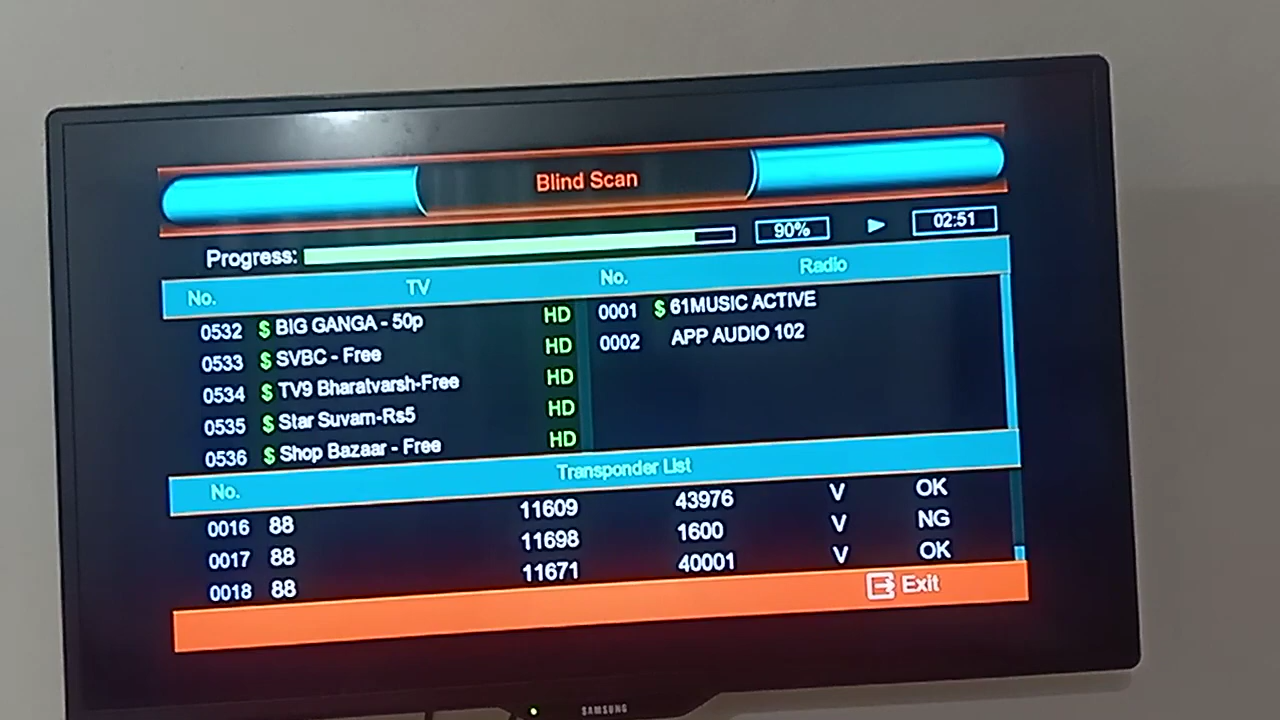 Blind Scan
Progress: 90% 02:51
No. TV No. Radio
0532 $ BIG GANGA - 50p HD 0001 $ 61MUSIC ACTIVE
0533 $ SVBC - Free HD 0002 APP AUDIO 102
0534 $ TV9 Bharatvarsh-Free HD
0535 $ Star Suvarn-Rs5 HD
0536 $ Shop Bazaar - Free HD
No. Transponder List
0016 88 11609 43976 V OK
0017 88 11698 1600 V NG
0018 88 11671 40001 V OK
Exit
SAMSUNG